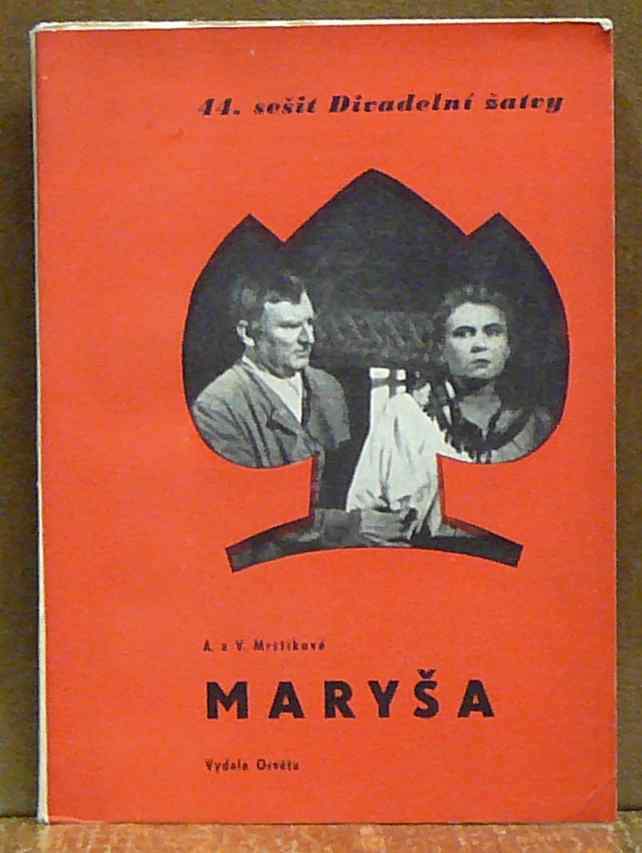 44. sešit Divadelní žatvy
A. a V. Mrštíkové
MARYŠA
Vydala Osvěta